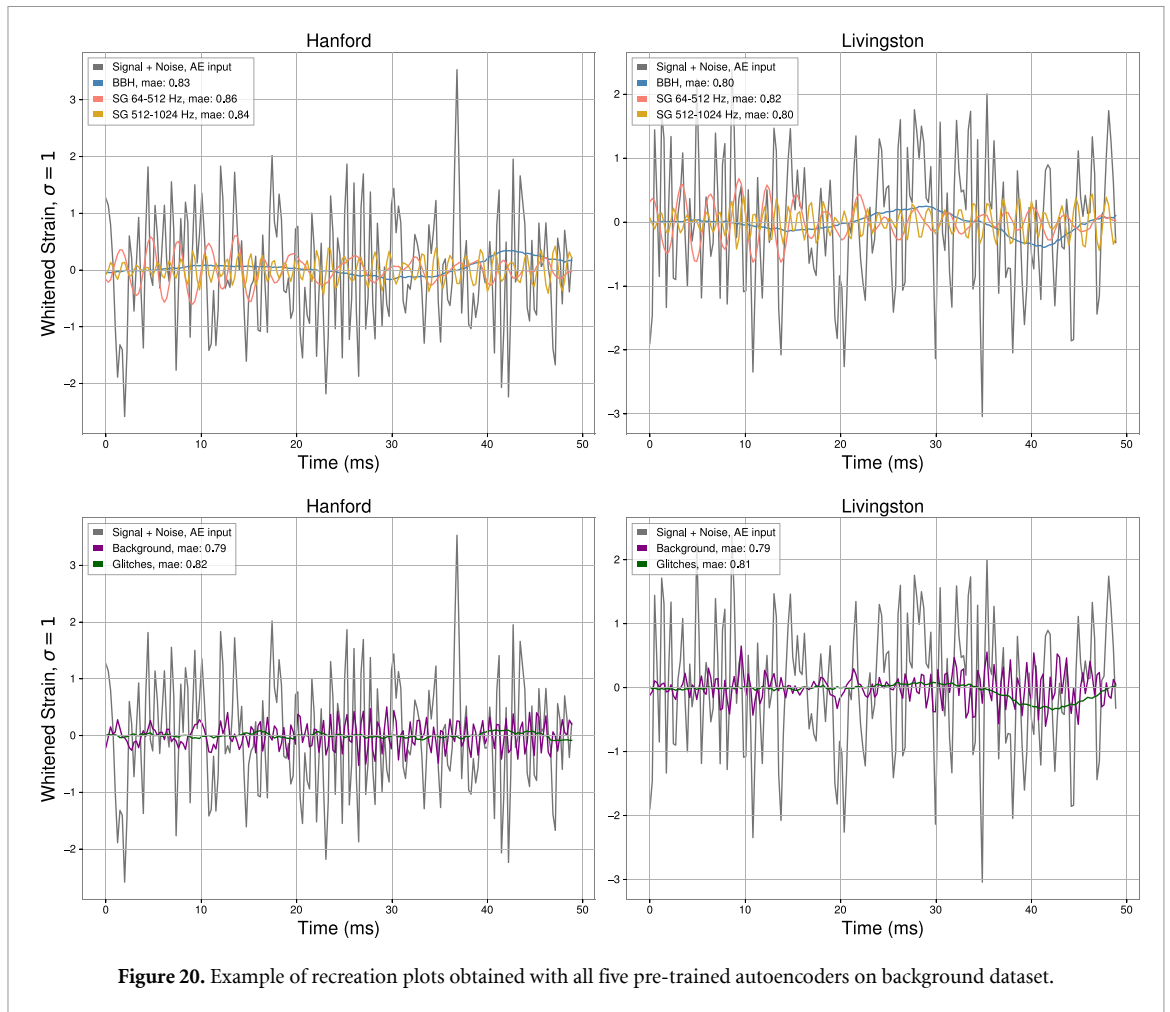 Hanford
Signal + Noise, AE input
BBH, mae: 0.83
SG 64-512 Hz, mae: 0.86
SG 512-1024 Hz, mae: 0.84
Whitened Strain, σ = 1
3
2
1
0
−1
−2
0 10 20 30 40 50
Time (ms)
Livingston
Signal + Noise, AE input
BBH, mae: 0.80
SG 64-512 Hz, mae: 0.82
SG 512-1024 Hz, mae: 0.80
2
1
0
−1
−2
−3
0 10 20 30 40 50
Time (ms)
Hanford
Signal + Noise, AE input
Background, mae: 0.79
Glitches, mae: 0.82
Whitened Strain, σ = 1
3
2
1
0
−1
−2
0 10 20 30 40 50
Time (ms)
Livingston
Signal + Noise, AE input
Background, mae: 0.79
Glitches, mae: 0.81
2
1
0
−1
−2
−3
0 10 20 30 40 50
Time (ms)
Figure 20. Example of recreation plots obtained with all five pre-trained autoencoders on background dataset.